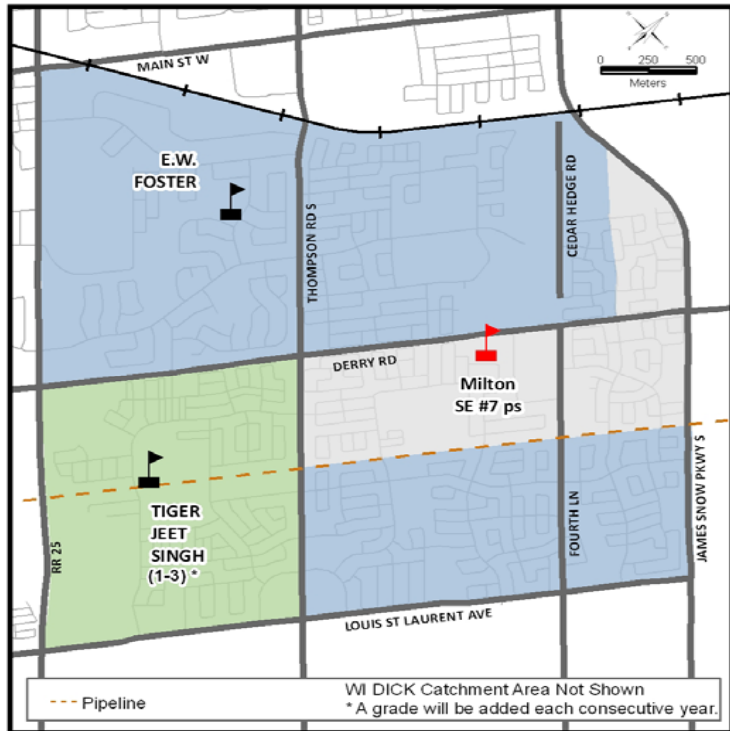 MAIN ST W
0 250 500
Meters
E.W.
FOSTER
THOMPSON RD S
CEDAR HEDGE RD
DERRY RD
Milton
SE #7 ps
TIGER
JEET
SINGH
(1-3) *
RR 25
FOURTH LN
JAMES SNOW PKWY S
LOUIS ST LAURENT AVE
Pipeline
WI DICK Catchment Area Not Shown
* A grade will be added each consecutive year.